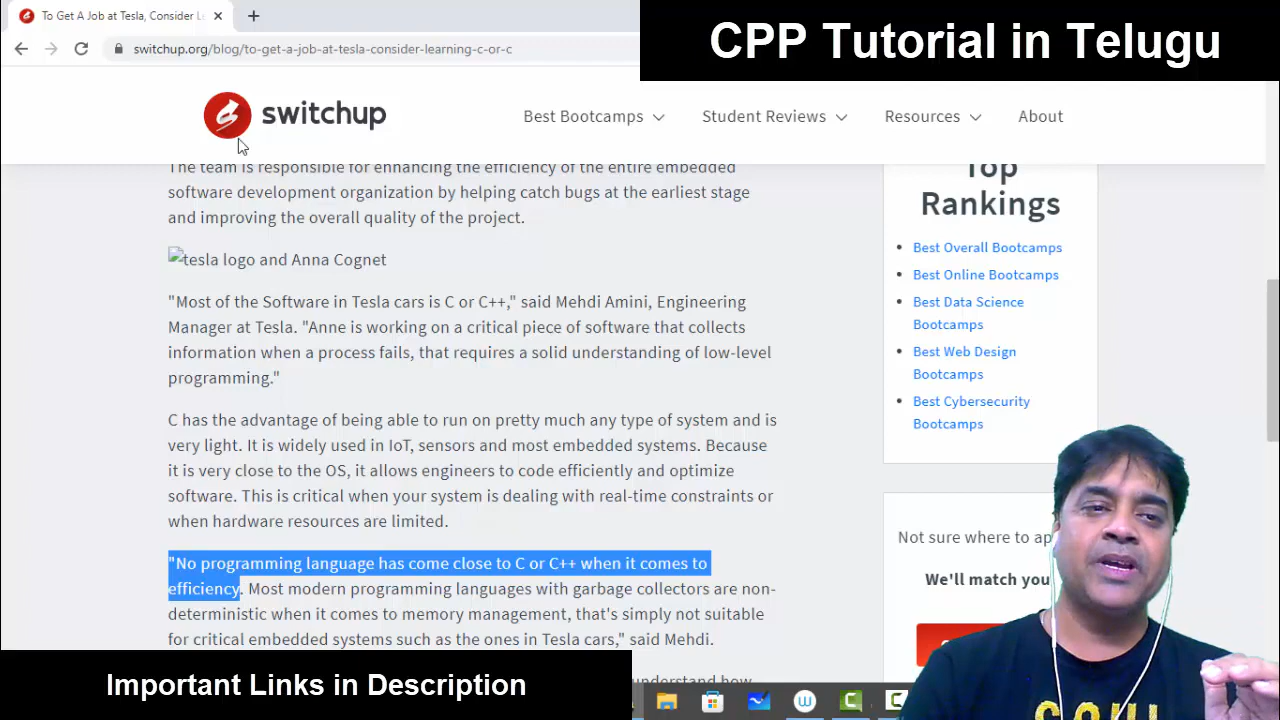 To Get A Job at Tesla, Consider Le
CPP Tutorial in Telugu
switchup.org/blog/to-get-a-job-at-tesla-consider-learning-c-or-c
switchup
Best Bootcamps
Student Reviews
Resources
About
The team is responsible for enhancing the efficiency of the entire embedded
software development organization by helping catch bugs at the earliest stage
and improving the overall quality of the project.
tesla logo and Anna Cognet
"Most of the Software in Tesla cars is C or C++," said Mehdi Amini, Engineering
Manager at Tesla. "Anne is working on a critical piece of software that collects
information when a process fails, that requires a solid understanding of low-level
programming."
C has the advantage of being able to run on pretty much any type of system and is
very light. It is widely used in IoT, sensors and most embedded systems. Because
it is very close to the OS, it allows engineers to code efficiently and optimize
software. This is critical when your system is dealing with real-time constraints or
when hardware resources are limited.
"No programming language has come close to C or C++ when it comes to
efficiency. Most modern programming languages with garbage collectors are non-
deterministic when it comes to memory management, that's simply not suitable
for critical embedded systems such as the ones in Tesla cars," said Mehdi.
understand how
Top
Rankings
Best Overall Bootcamps
Best Online Bootcamps
Best Data Science
Bootcamps
Best Web Design
Bootcamps
Best Cybersecurity
Bootcamps
Not sure where to ap
We'll match you
Important Links in Description